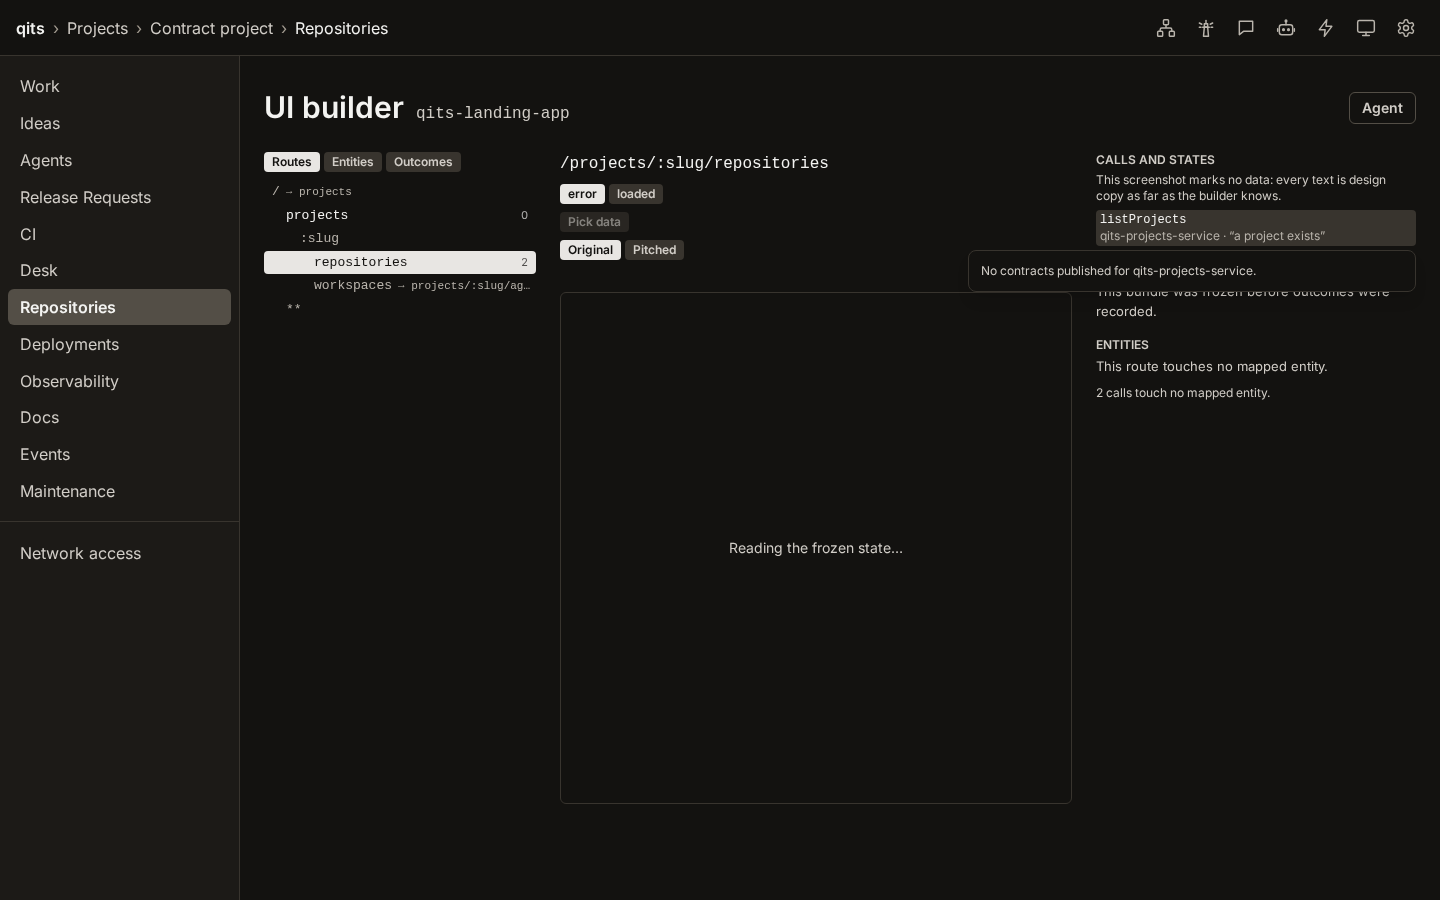 qits › Projects › Contract project › Repositories
Work
Ideas
Agents
Release Requests
CI
Desk
Repositories
Deployments
Observability
Docs
Events
Maintenance
Network access
UI builder qits-landing-app
Agent
Routes Entities Outcomes
/ → projects
projects 0
:slug
repositories 2
workspaces → projects/:slug/ag…
**
/projects/:slug/repositories
error loaded
Pick data
Original Pitched
Reading the frozen state…
CALLS AND STATES
This screenshot marks no data: every text is design
copy as far as the builder knows.
listProjects
qits-projects-service · “a project exists”
No contracts published for qits-projects-service.
This bundle was frozen before outcomes were
recorded.
ENTITIES
This route touches no mapped entity.
2 calls touch no mapped entity.